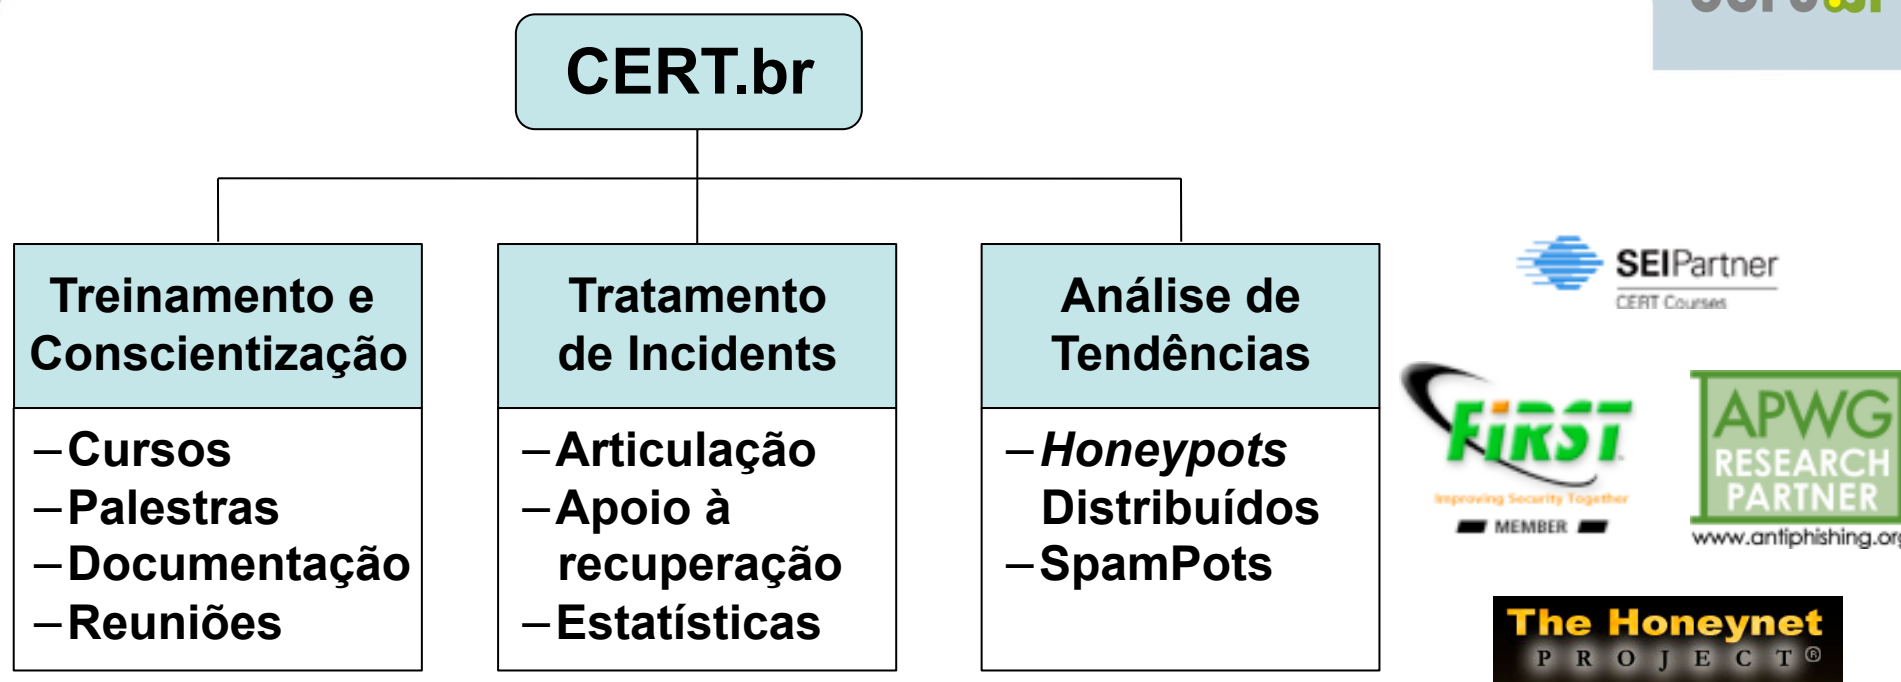 CERT.br
Treinamento e
Conscientização
–Cursos
–Palestras
–Documentação
–Reuniões
Tratamento
de Incidents
–Articulação
–Apoio à
recuperação
–Estatísticas
Análise de
Tendências
–Honeypots
Distribuídos
–SpamPots
SEIPartner
CERT Courses
FiRST
Improving Security Together
MEMBER
APWG
RESEARCH
PARTNER
www.antiphishing.org
The Honeynet
PROJECT®